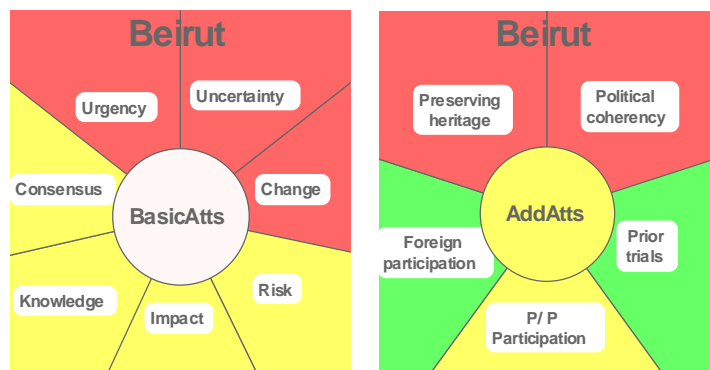 Beirut
Urgency
Uncertainty
Consensus
BasicAtts
Change
Knowledge
Impact
Risk
Beirut
Preserving
heritage
Political
coherency
AddAtts
Foreign
participation
Prior
trials
P/ P
Participation